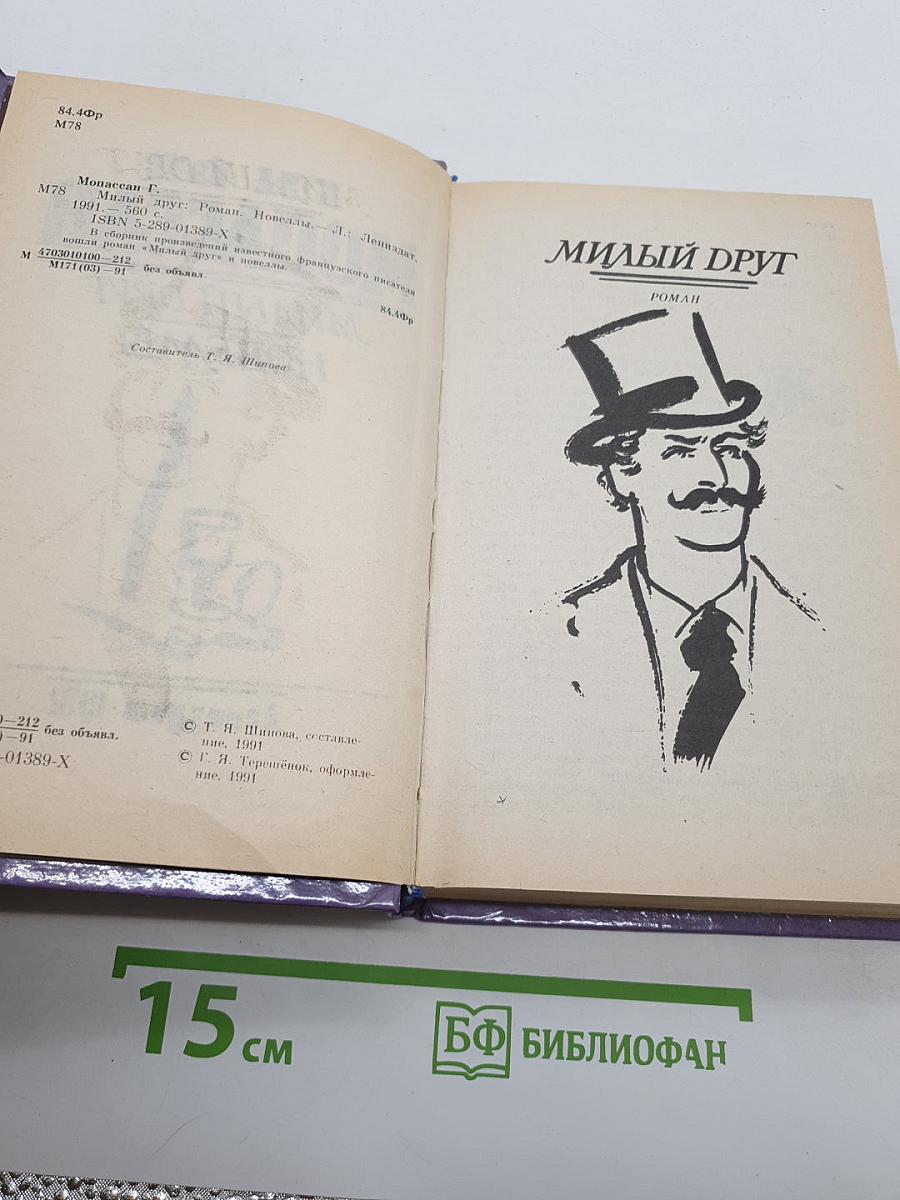 84.4Фр
М78
Мопассан Г.
М78 Милый друг: Роман. Новеллы.— Л.: Лениздат,
1991.— 560 с.
ISBN 5-289-01389-X
В сборник произведений известного французского писателя
вошли роман «Милый друг» и новеллы.
М 4703010100—212
М171(03)—91 без объявл.
84.4Фр
Составитель Т. Я. Шипова
0—212
)—91 без объявл.
-01389-X
© Т. Я. Шипова, составле-
ние, 1991
© Г. Я. Терешёнок, оформле-
ние, 1991
МИЛЫЙ ДРУГ
РОМАН
15 см
БФ БИБЛИОФАН